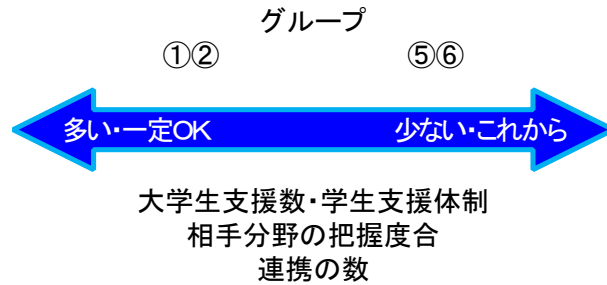 グループ
①② ⑤⑥
多い・一定OK 少ない・これから
大学生支援数・学生支援体制
相手分野の把握度合
連携の数